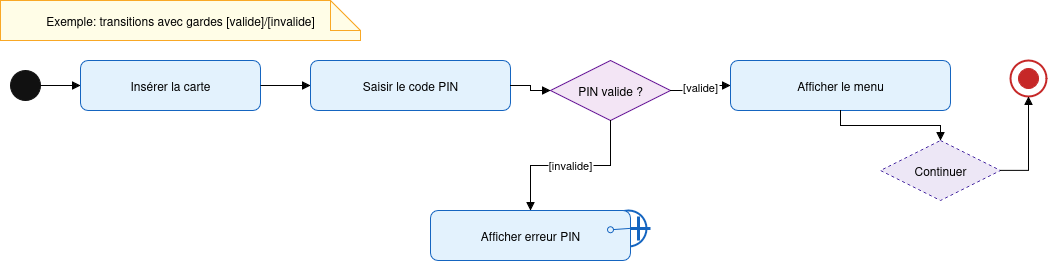 Exemple: transitions avec gardes [valide]/[invalide]
Insérer la carte
Saisir le code PIN
PIN valide ?
[valide]
Afficher le menu
[invalide]
Continuer
Afficher erreur PIN